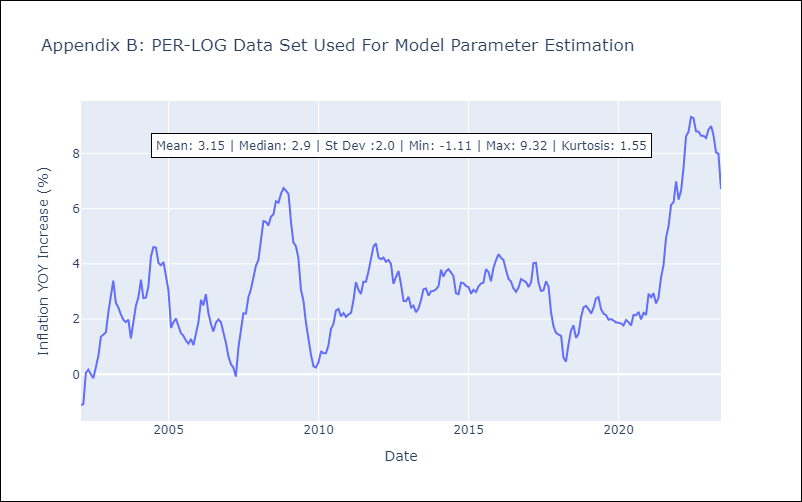 Appendix B: PER-LOG Data Set Used For Model Parameter Estimation
Mean: 3.15 | Median: 2.9 | St Dev :2.0 | Min: -1.11 | Max: 9.32 | Kurtosis: 1.55
Inflation YOY Increase (%)
8
6
4
2
0
2005
2010
2015
2020
Date